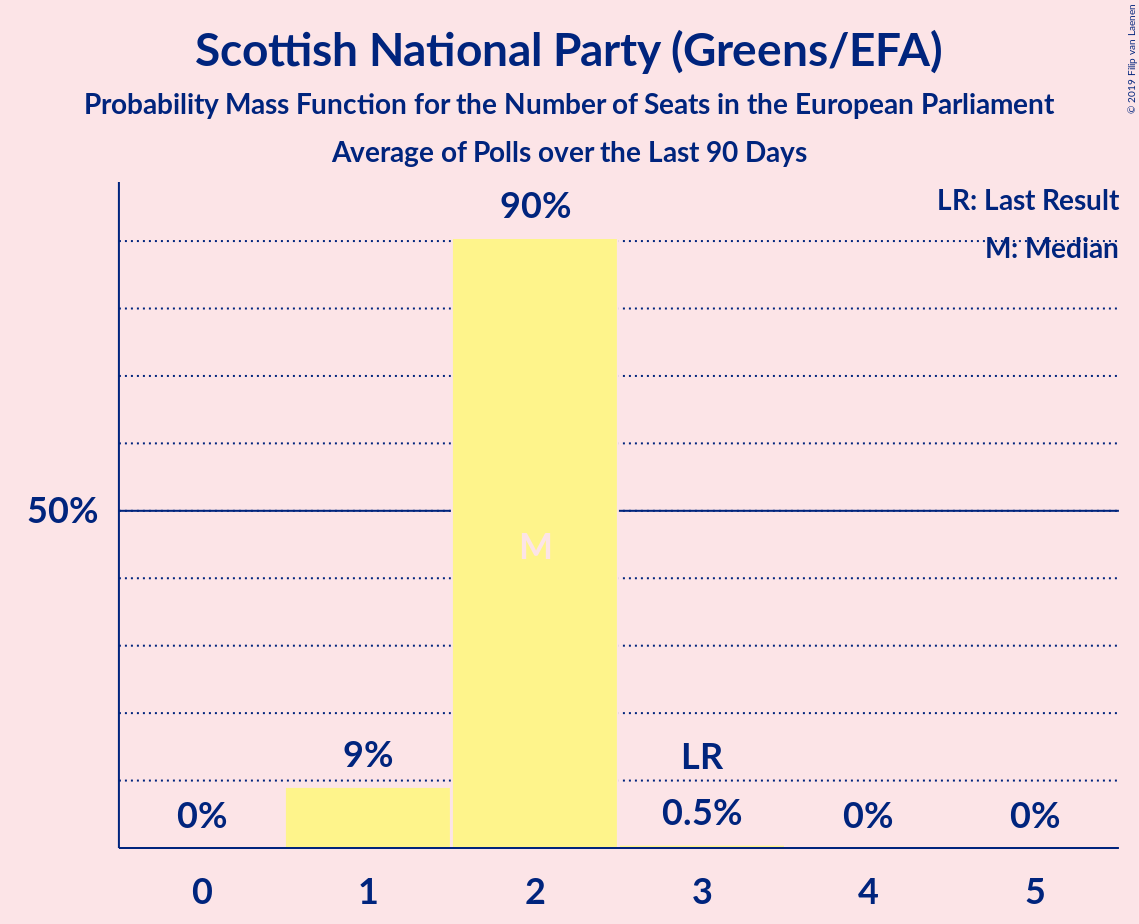 Scottish National Party (Greens/EFA)
Probability Mass Function for the Number of Seats in the European Parliament
Average of Polls over the Last 90 Days
© 2019 Filip van Laenen
LR: Last Result
M: Median
90%
50%
M
9%
LR
0%
0.5%
0%
0%
0
1
2
3
4
5